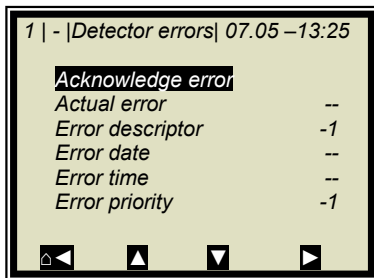 1 | - |Detector errors| 07.05 –13:25
Acknowledge error
Actual error --
Error descriptor -1
Error date --
Error time --
Error priority -1
⌂◄ ▲ ▼ ►